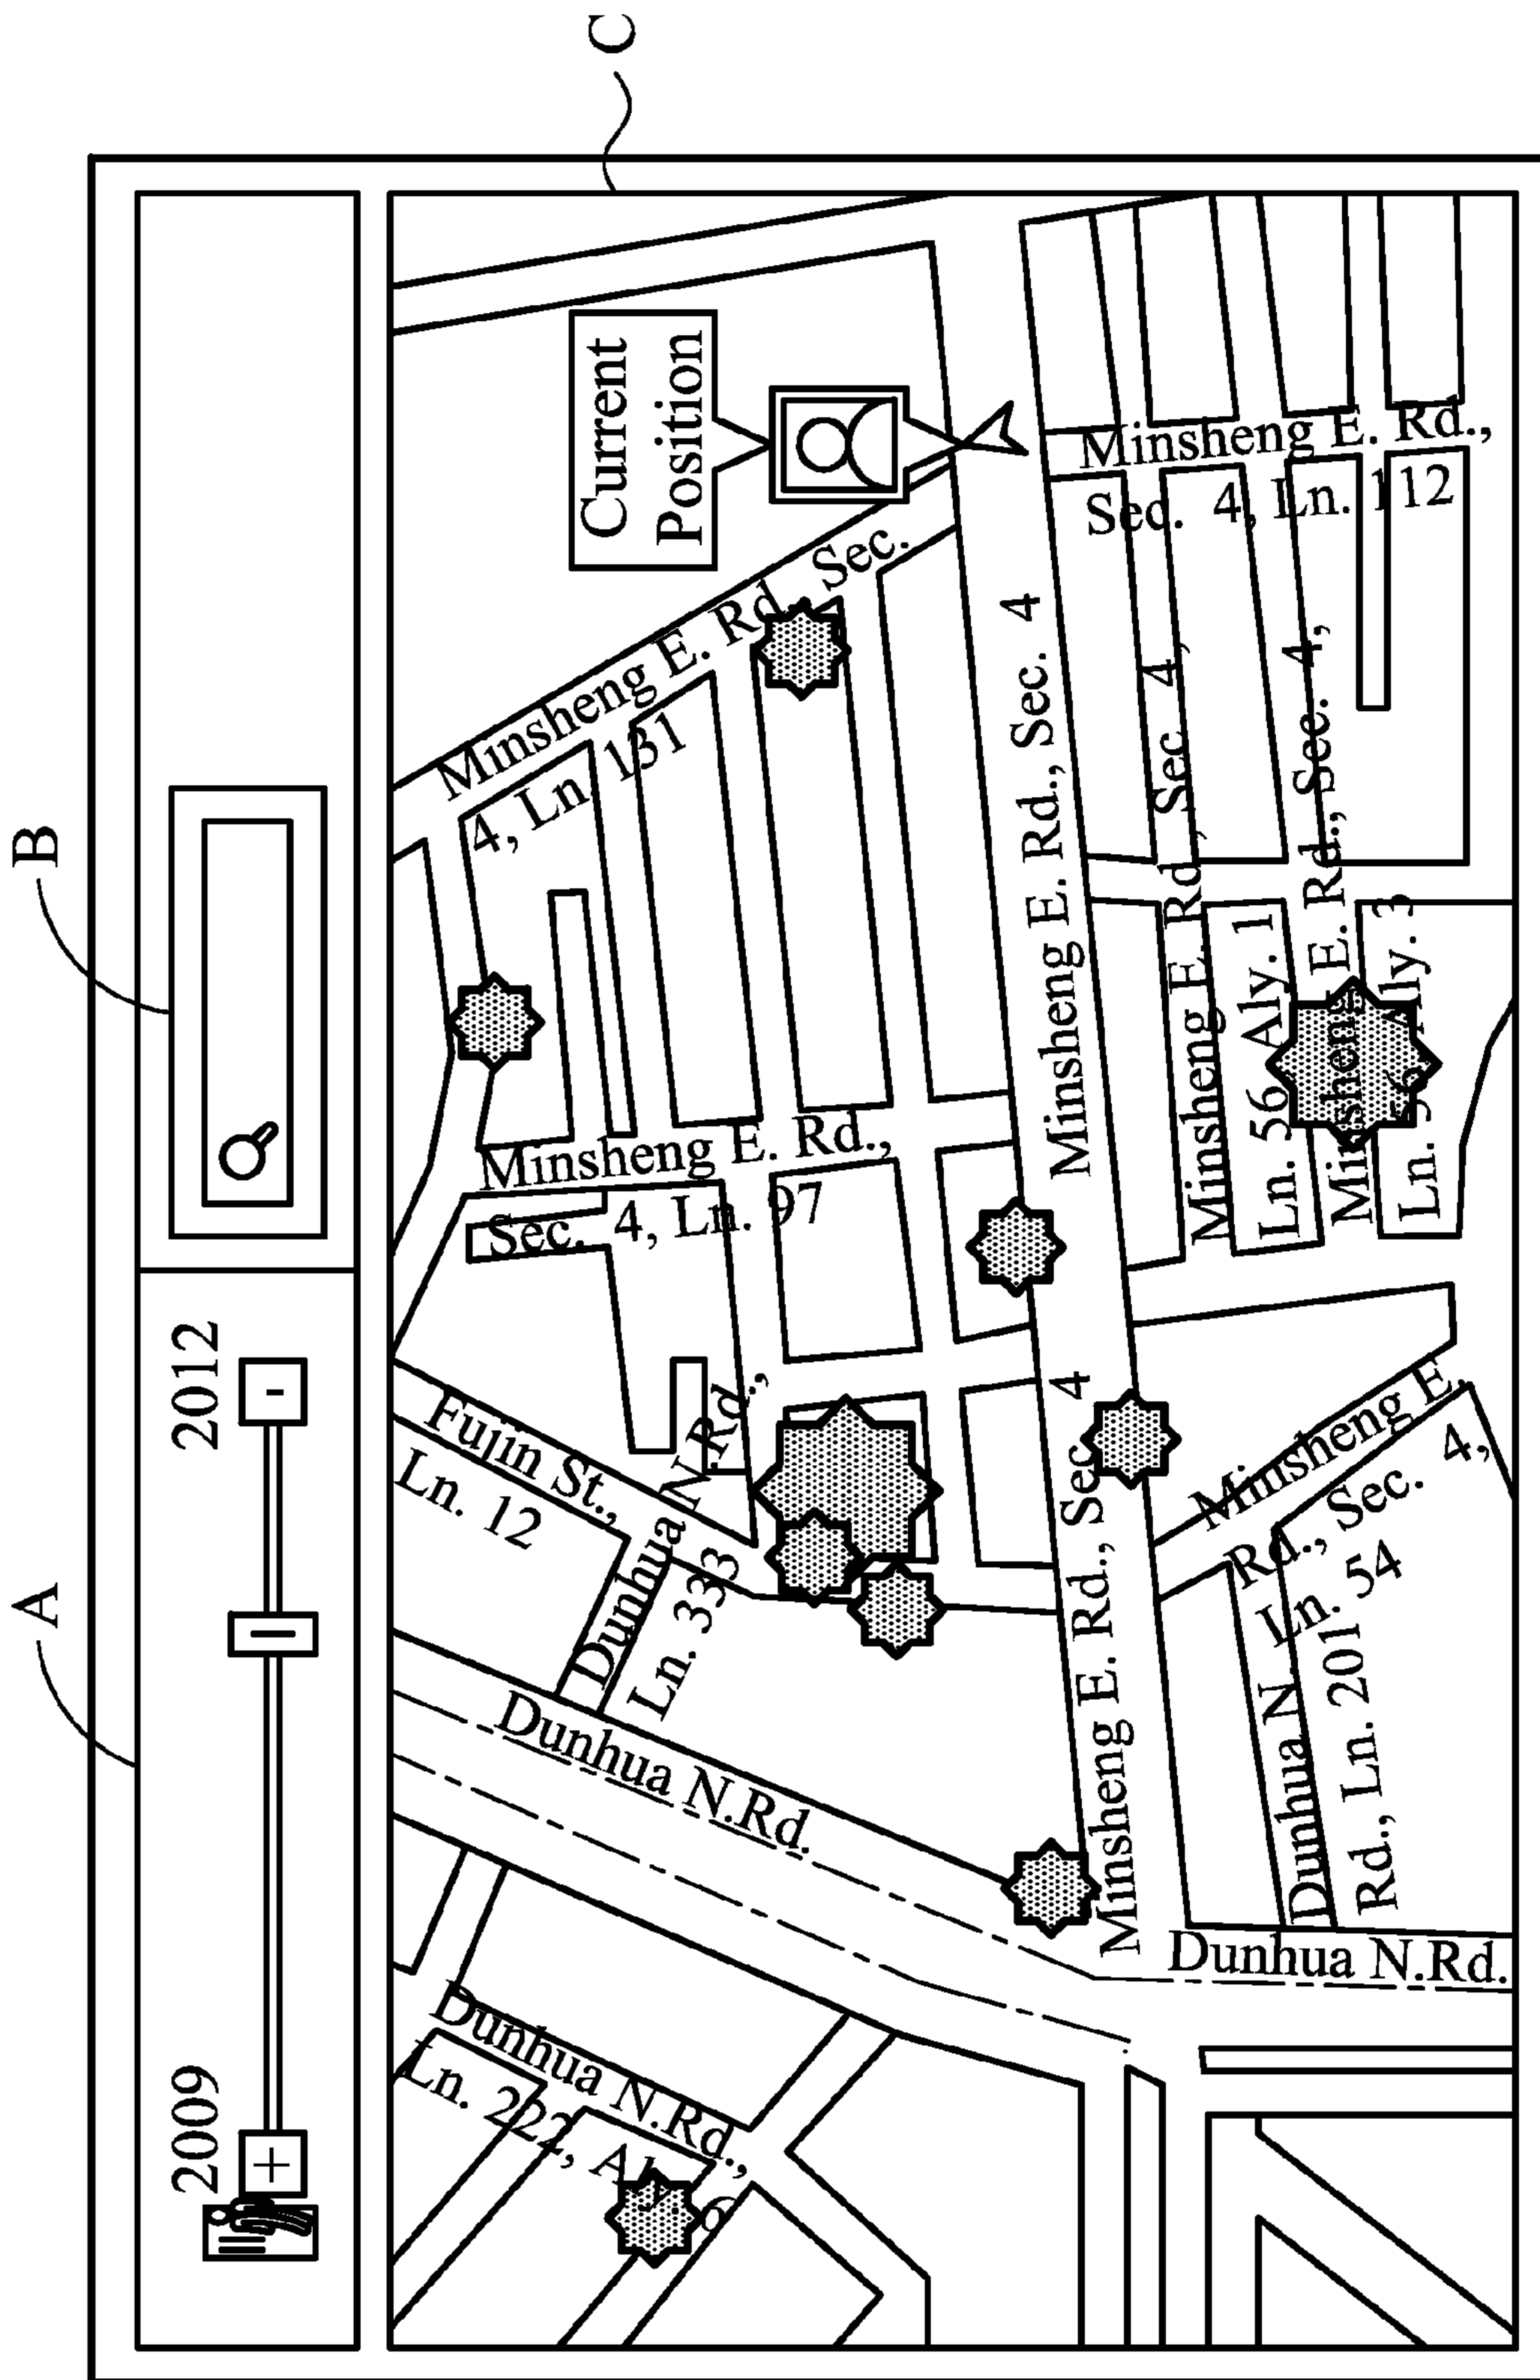 A
B
C
2009
2012
Current
Position
Fujin St.,
Ln. 12
Dunhua N.Rd.,
Ln. 333
Dunhua N.Rd.
Dunhua N.Rd.,
Ln. 222, 6
Minsheng E. Rd., Sec.
4, Ln. 131
Minsheng E. Rd.,
Sec. 4, Ln. 97
Minsheng E. Rd., Sec. 4
Minsheng E. Rd., Sec. 4
Minsheng E. Rd.,
Sec. 4, Ln. 112
Minsheng E. Rd., Sec. 4,
Ln. 56 Aly. 1
Minsheng E. Rd., Sec. 4,
Ln. 56 Aly. 3
Minsheng E.
Rd., Sec. 4,
Ln. 54
Dunhua N.
Rd., Ln. 201
Dunhua N.Rd.